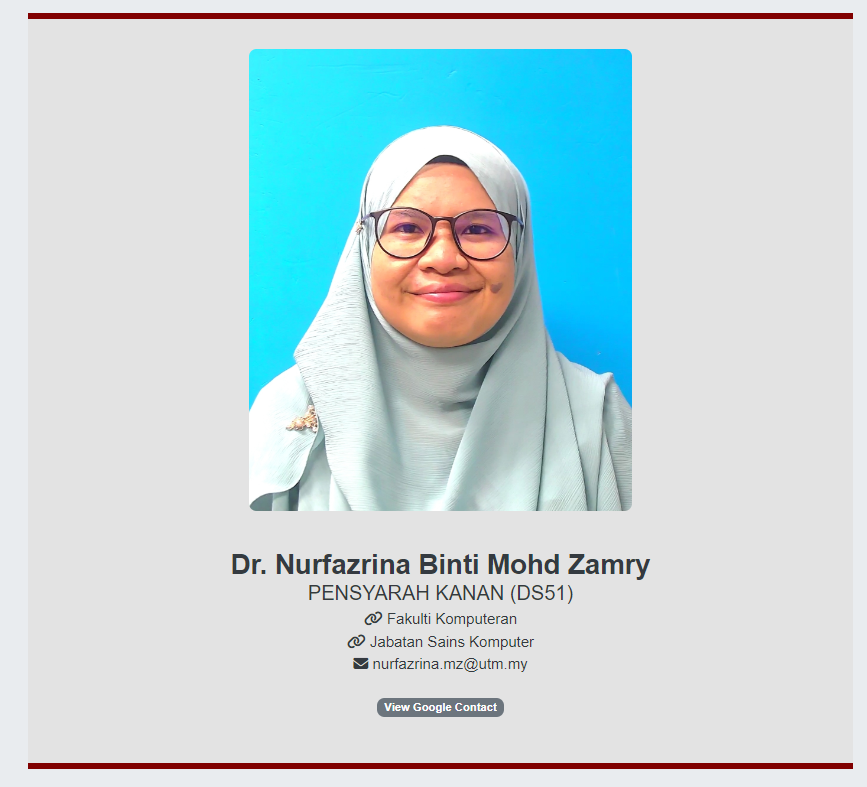 Dr. Nurfazrina Binti Mohd Zamry
PENSYARAH KANAN (DS51)
Fakulti Komputeran
Jabatan Sains Komputer
nurfazrina.mz@utm.my
View Google Contact